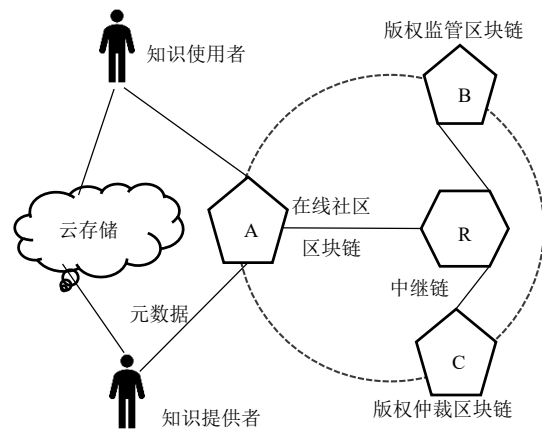 版权监管区块链
知识使用者
B
云存储
A
在线社区
区块链
R
中继链
元数据
C
知识提供者
版权仲裁区块链